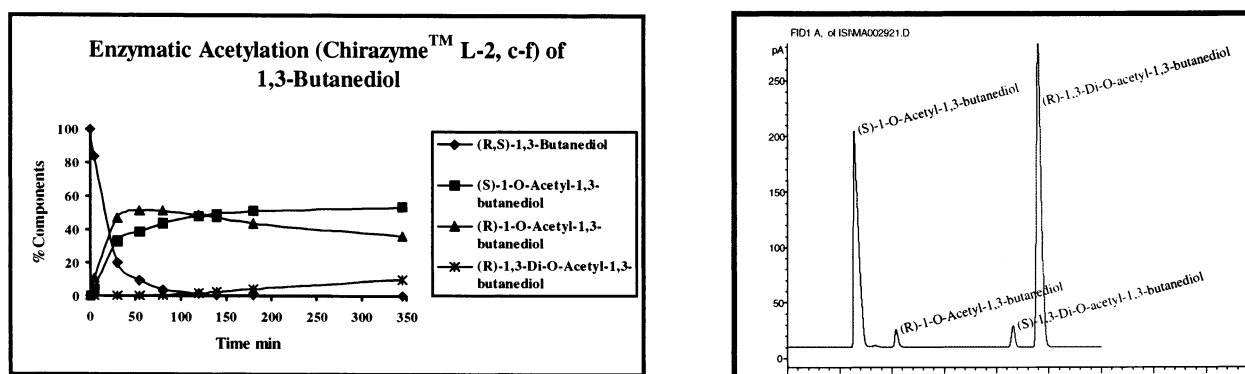 Enzymatic Acetylation (Chirazyme™ L-2, c-f) of
1,3-Butanediol
100
80
60
40
20
0
% Components
0 50 100 150 200 250 300 350
Time min
(R,S)-1,3-Butanediol
(S)-1-O-Acetyl-1,3-
butanediol
(R)-1-O-Acetyl-1,3-
butanediol
(R)-1,3-Di-O-Acetyl-1,3-
butanediol
FID1 A, of ISNMA002921.D
pA
250
200
150
100
50
0
(S)-1-O-Acetyl-1,3-butanediol
(R)-1-O-Acetyl-1,3-butanediol
(S)-1,3-Di-O-acetyl-1,3-butanediol
(R)-1,3-Di-O-acetyl-1,3-butanediol